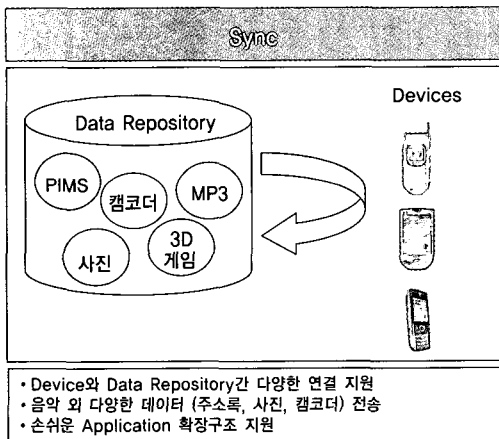 Sync
Devices
Data Repository
PIMS
캠코더
MP3
사진
3D
게임
• Device와 Data Repository간 다양한 연결 지원
• 음악 외 다양한 데이터 (주소록, 사진, 캠코더) 전송
• 손쉬운 Application 확장구조 지원